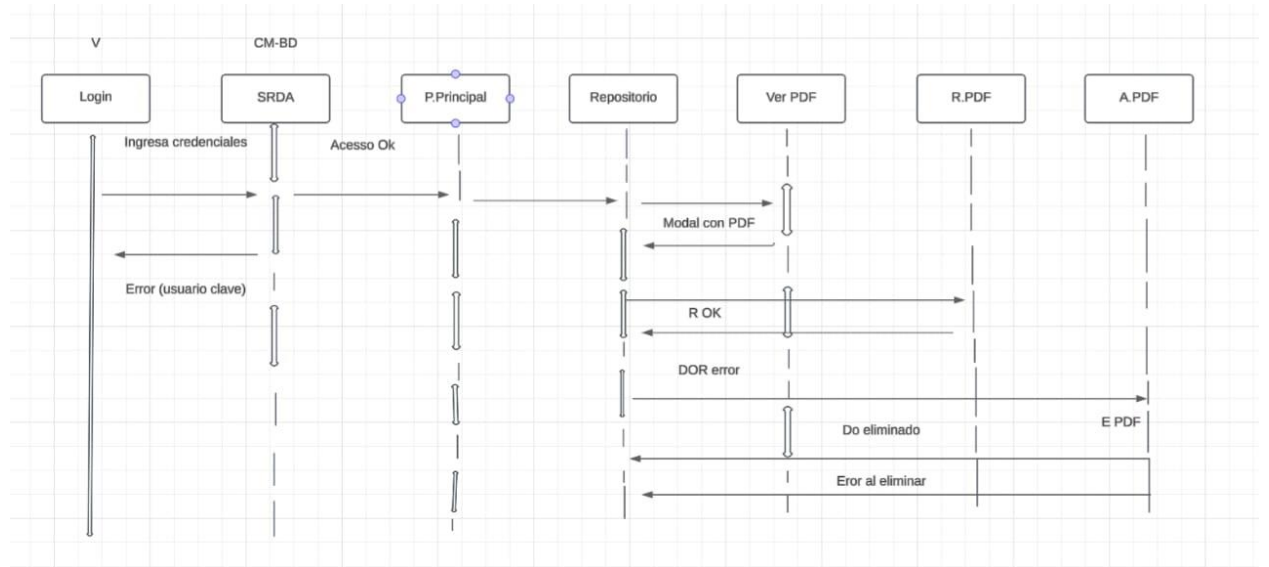 V
CM-BD
Login
SRDA
P.Principal
Repositorio
Ver PDF
R.PDF
A.PDF
Ingresa credenciales
Acesso Ok
Modal con PDF
Error (usuario clave)
R OK
DOR error
E PDF
Do eliminado
Eror al eliminar